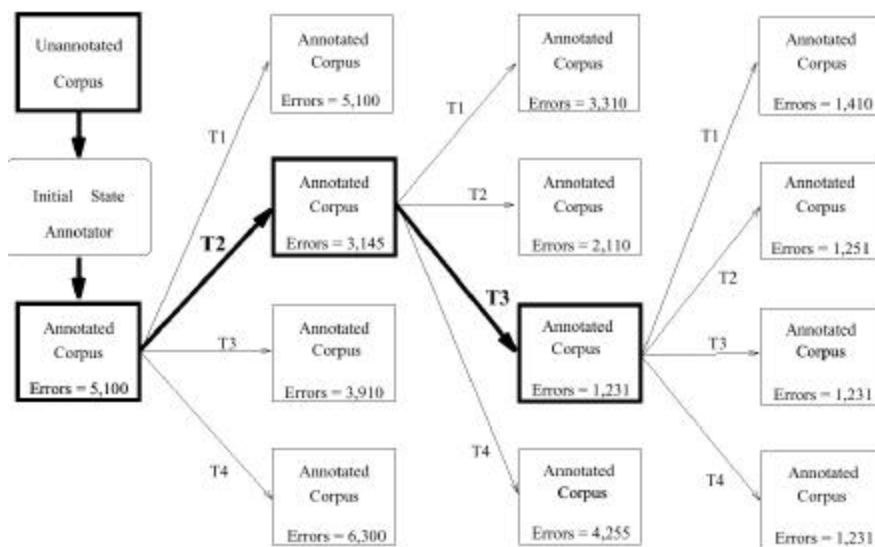 Unannotated
Corpus
Initial State
Annotator
Annotated
Corpus
Errors = 5,100
T1
T2
T3
T4
Annotated
Corpus
Errors = 5,100
Annotated
Corpus
Errors = 3,145
Annotated
Corpus
Errors = 3,910
Annotated
Corpus
Errors = 6,300
T1
T2
T3
T4
Annotated
Corpus
Errors = 3,310
Annotated
Corpus
Errors = 2,110
Annotated
Corpus
Errors = 1,231
Annotated
Corpus
Errors = 4,255
T1
T2
T3
T4
Annotated
Corpus
Errors = 1,410
Annotated
Corpus
Errors = 1,251
Annotated
Corpus
Errors = 1,231
Annotated
Corpus
Errors = 1,231